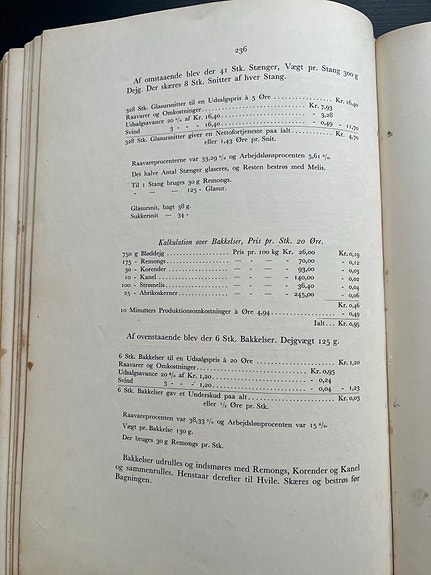 236
Af omstaaende blev der 41 Stk. Stænger, Vægt pr. Stang 300 g
Dejg. Der skæres 8 Stk. Snitter af hver Stang.
328 Stk. Glasursnitter til en Udsalgspris à 5 Øre .................... Kr. 16,40
Raavarer og Omkostninger .................... Kr. 7,93
Udsalgsavance 20 % af Kr. 16,40 .................... - 3,28
Svind 3 - - - 16,40 .................... - 0,49 - 11,70
328 Stk. Glasursnitter giver en Nettofortjeneste paa ialt .......... Kr. 4,70
eller 1,43 Øre pr. Snit.
Raavareprocenterne var 33,29 % og Arbejdslønprocenten 5,61 %.
Det halve Antal Stænger glaseres, og Resten bestrøs med Melis.
Til 1 Stang bruges 30 g Remongs.
— — — 125 - Glasur.
Glasursnit, bagt 38 g.
Sukkersnit — 34 -
Kalkulation over Bakkelser, Pris pr. Stk. 20 Øre.
750 g Bløddejg .................... Pris pr. 100 kg Kr. 26,00 Kr. 0,19
175 - Remongs .................... — — — - 70,00 - 0,12
30 - Korender .................... — — — - 93,00 - 0,03
10 - Kanel .................... — — — - 140,00 - 0,02
100 - Strømelis .................... — — — - 36,40 - 0,04
25 - Abrikoskerner .................... — — — - 245,00 - 0,06
Kr. 0,46
10 Minutters Produktionsomkostninger à Øre 4,94 .................... - 0,49
Ialt... Kr. 0,95
Af ovenstaaende blev der 6 Stk. Bakkelser. Dejgvægt 125 g.
6 Stk. Bakkelser til en Udsalgspris à 20 Øre .................... Kr. 1,20
Raavarer og Omkostninger .................... Kr. 0,95
Udsalgsavance 20 % af Kr. 1,20 .................... - 0,24
Svind 3 - - - 1,20 .................... - 0,04 - 1,23
6 Stk. Bakkelser gav et Underskud paa alt .................... Kr. 0,03
eller ½ Øre pr. Stk.
Raavareprocenten var 38,33 % og Arbejdslønprocenten var 15 %.
Vægt pr. Bakkelse 130 g.
Der bruges 30 g Remongs pr. Stk.
Bakkelser udrulles og indsmøres med Remongs, Korender og Kanel
og sammenrulles. Henstaar derefter til Hvile. Skæres og bestrøs før
Bagningen.